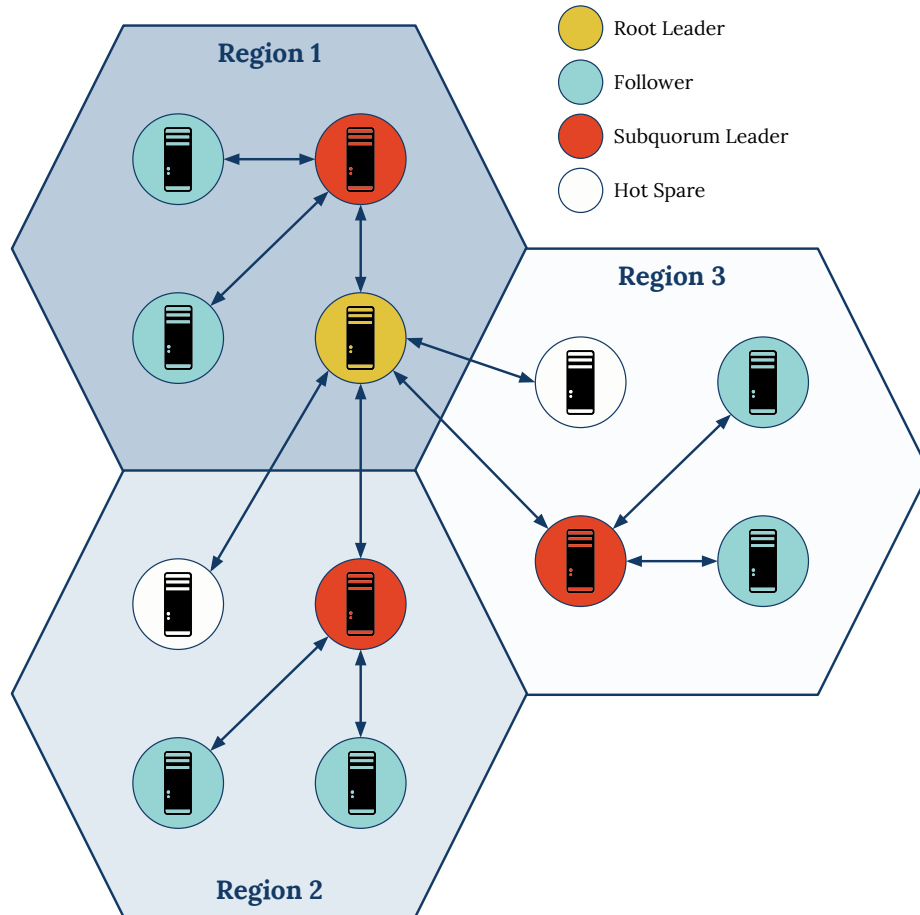 Region 1
Root Leader
Follower
Subquorum Leader
Hot Spare
Region 3
Region 2